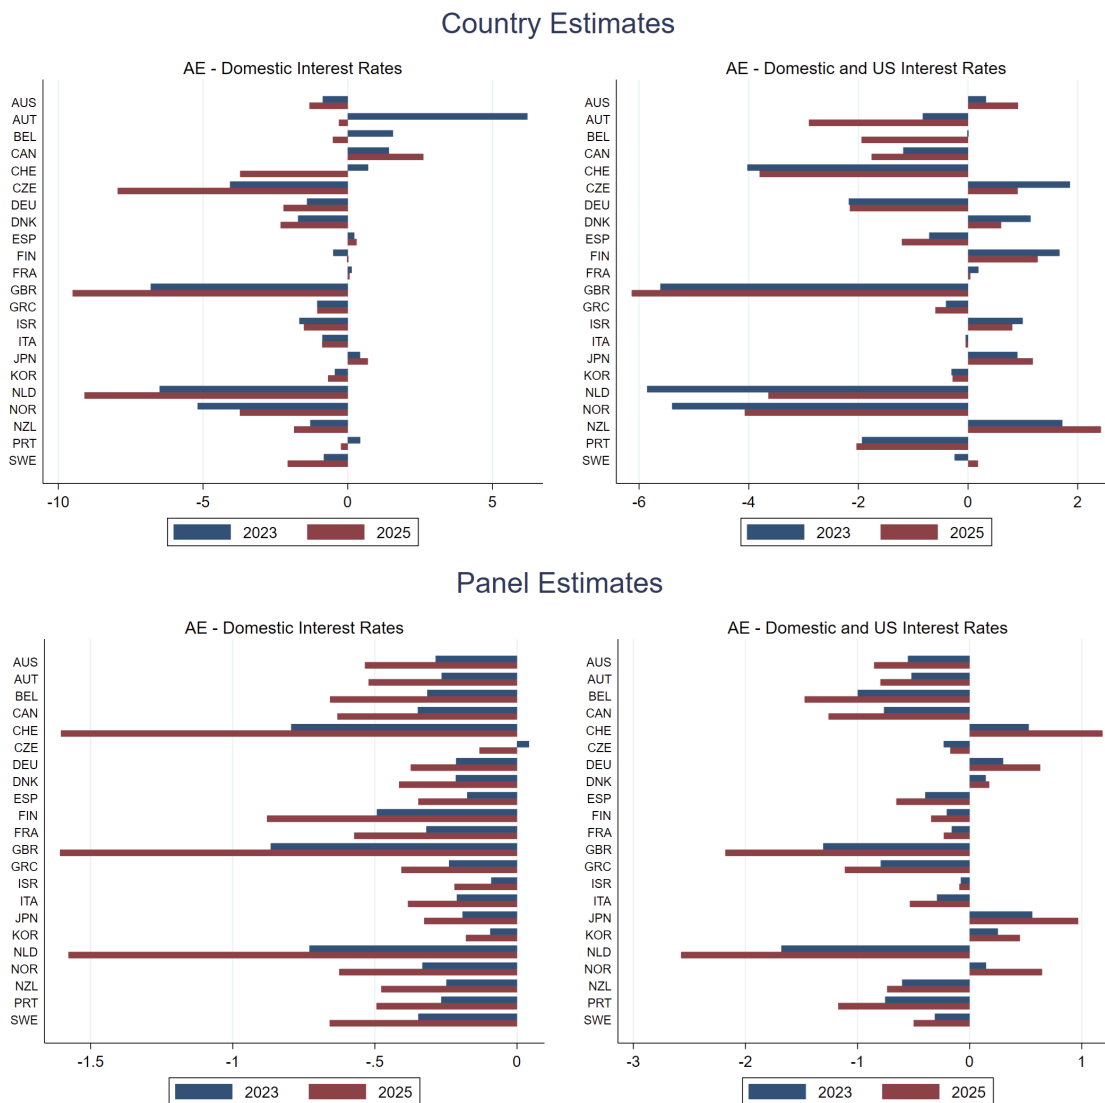 Country Estimates
AE - Domestic Interest Rates
AUS
AUT
BEL
CAN
CHE
CZE
DEU
DNK
ESP
FIN
FRA
GBR
GRC
ISR
ITA
JPN
KOR
NLD
NOR
NZL
PRT
SWE
-10 -5 0 5
2023 2025
AE - Domestic and US Interest Rates
AUS
AUT
BEL
CAN
CHE
CZE
DEU
DNK
ESP
FIN
FRA
GBR
GRC
ISR
ITA
JPN
KOR
NLD
NOR
NZL
PRT
SWE
-6 -4 -2 0 2
2023 2025
Panel Estimates
AE - Domestic Interest Rates
AUS
AUT
BEL
CAN
CHE
CZE
DEU
DNK
ESP
FIN
FRA
GBR
GRC
ISR
ITA
JPN
KOR
NLD
NOR
NZL
PRT
SWE
-1.5 -1 -.5 0
2023 2025
AE - Domestic and US Interest Rates
AUS
AUT
BEL
CAN
CHE
CZE
DEU
DNK
ESP
FIN
FRA
GBR
GRC
ISR
ITA
JPN
KOR
NLD
NOR
NZL
PRT
SWE
-3 -2 -1 0 1
2023 2025